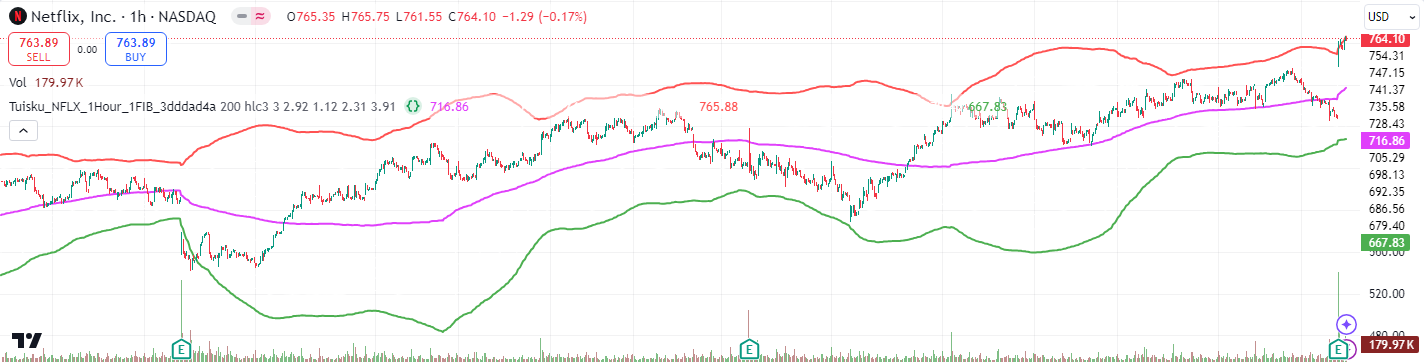 Netflix, Inc. · 1h · NASDAQ O765.35 H765.75 L761.55 C764.10 −1.29 (−0.17%)
USD
763.89 SELL
0.00
763.89 BUY
Vol 179.97 K
Tuisku_NFLX_1Hour_1FIB_3dddad4a 200 hlc3 3 2.92 1.12 2.31 3.91 716.86 765.88 667.83
764.10
754.31
747.15
741.37
735.58
728.43
716.86
705.29
698.13
692.35
686.56
679.40
667.83
520.00
480.00
179.97 K
E
E
E